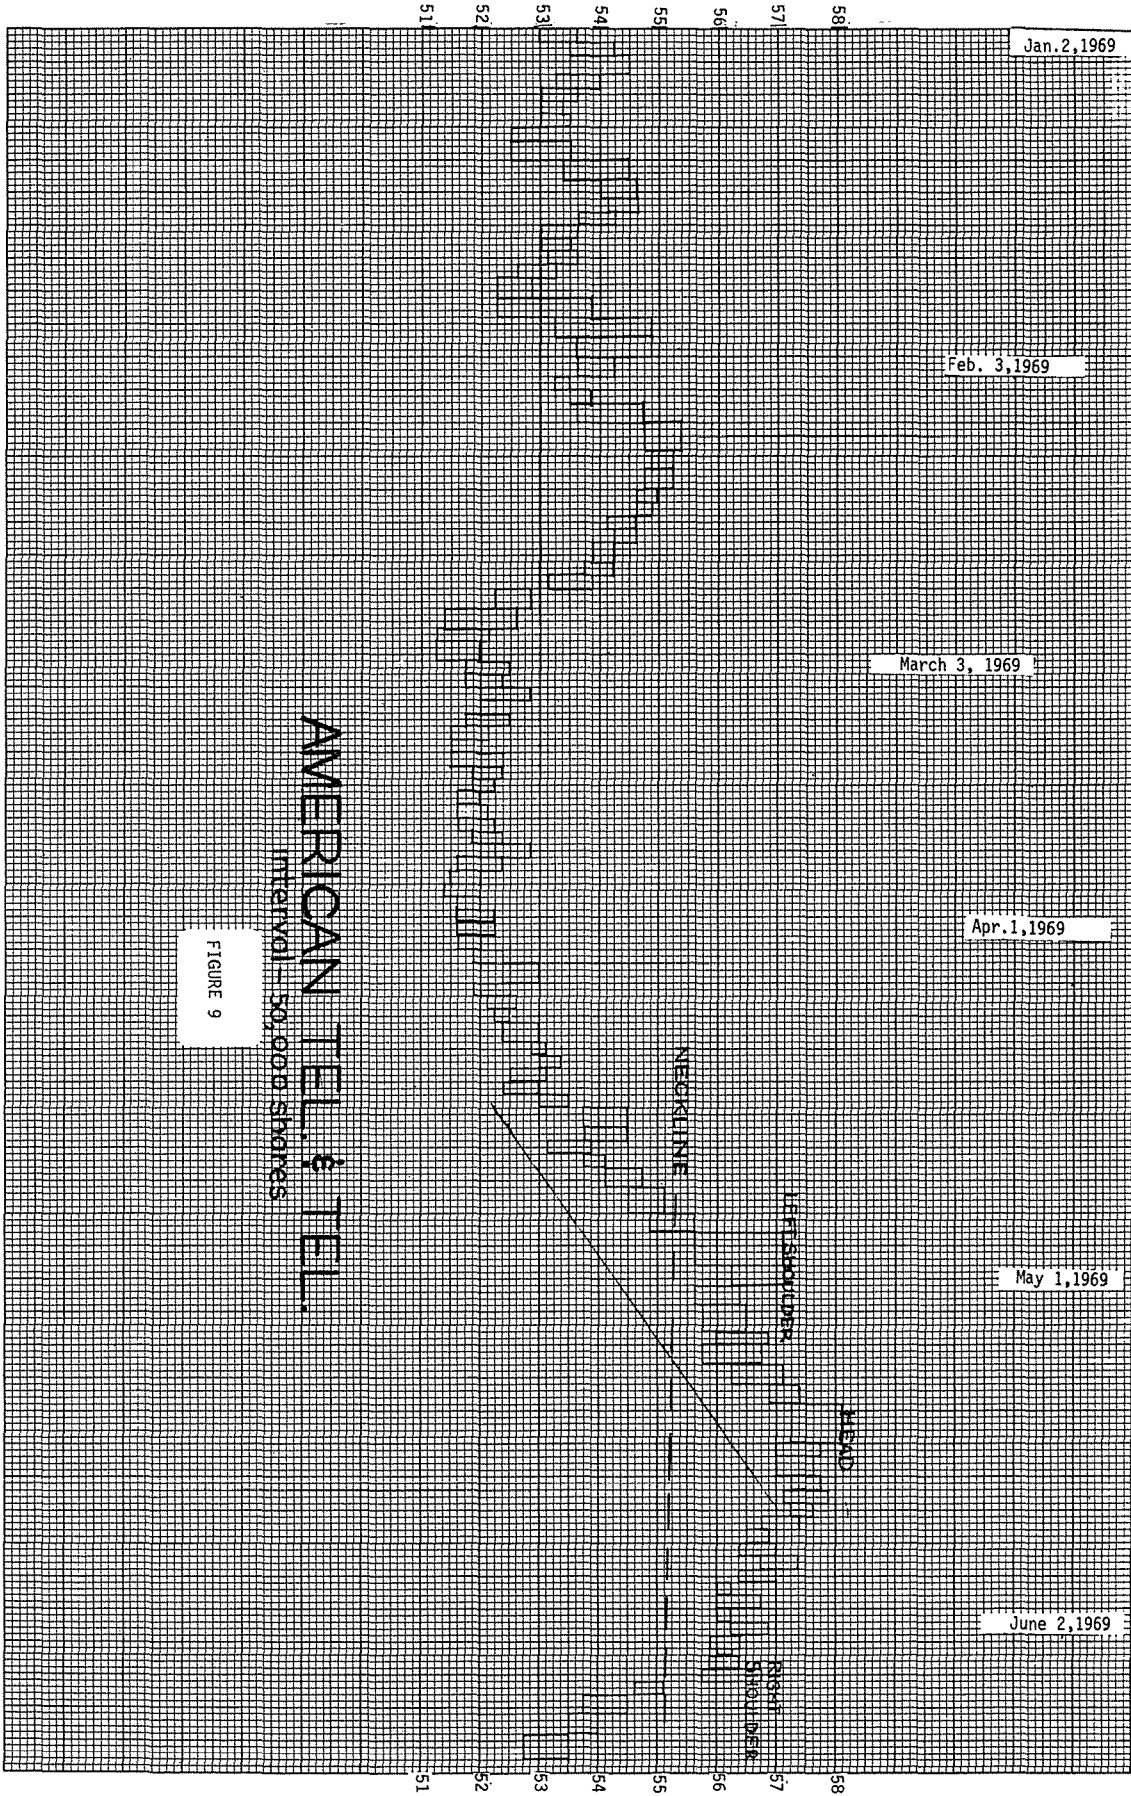 51 52 53 54 55 56 57 58
Jan.2,1969
Feb. 3,1969
March 3, 1969
Apr.1,1969
May 1,1969
June 2,1969
NECKLINE
LEFT SHOULDER
HEAD
RIGHT
SHOULDER
AMERICAN TEL. & TEL.
Interval - 50,000 shares
FIGURE 9
51 52 53 54 55 56 57 58